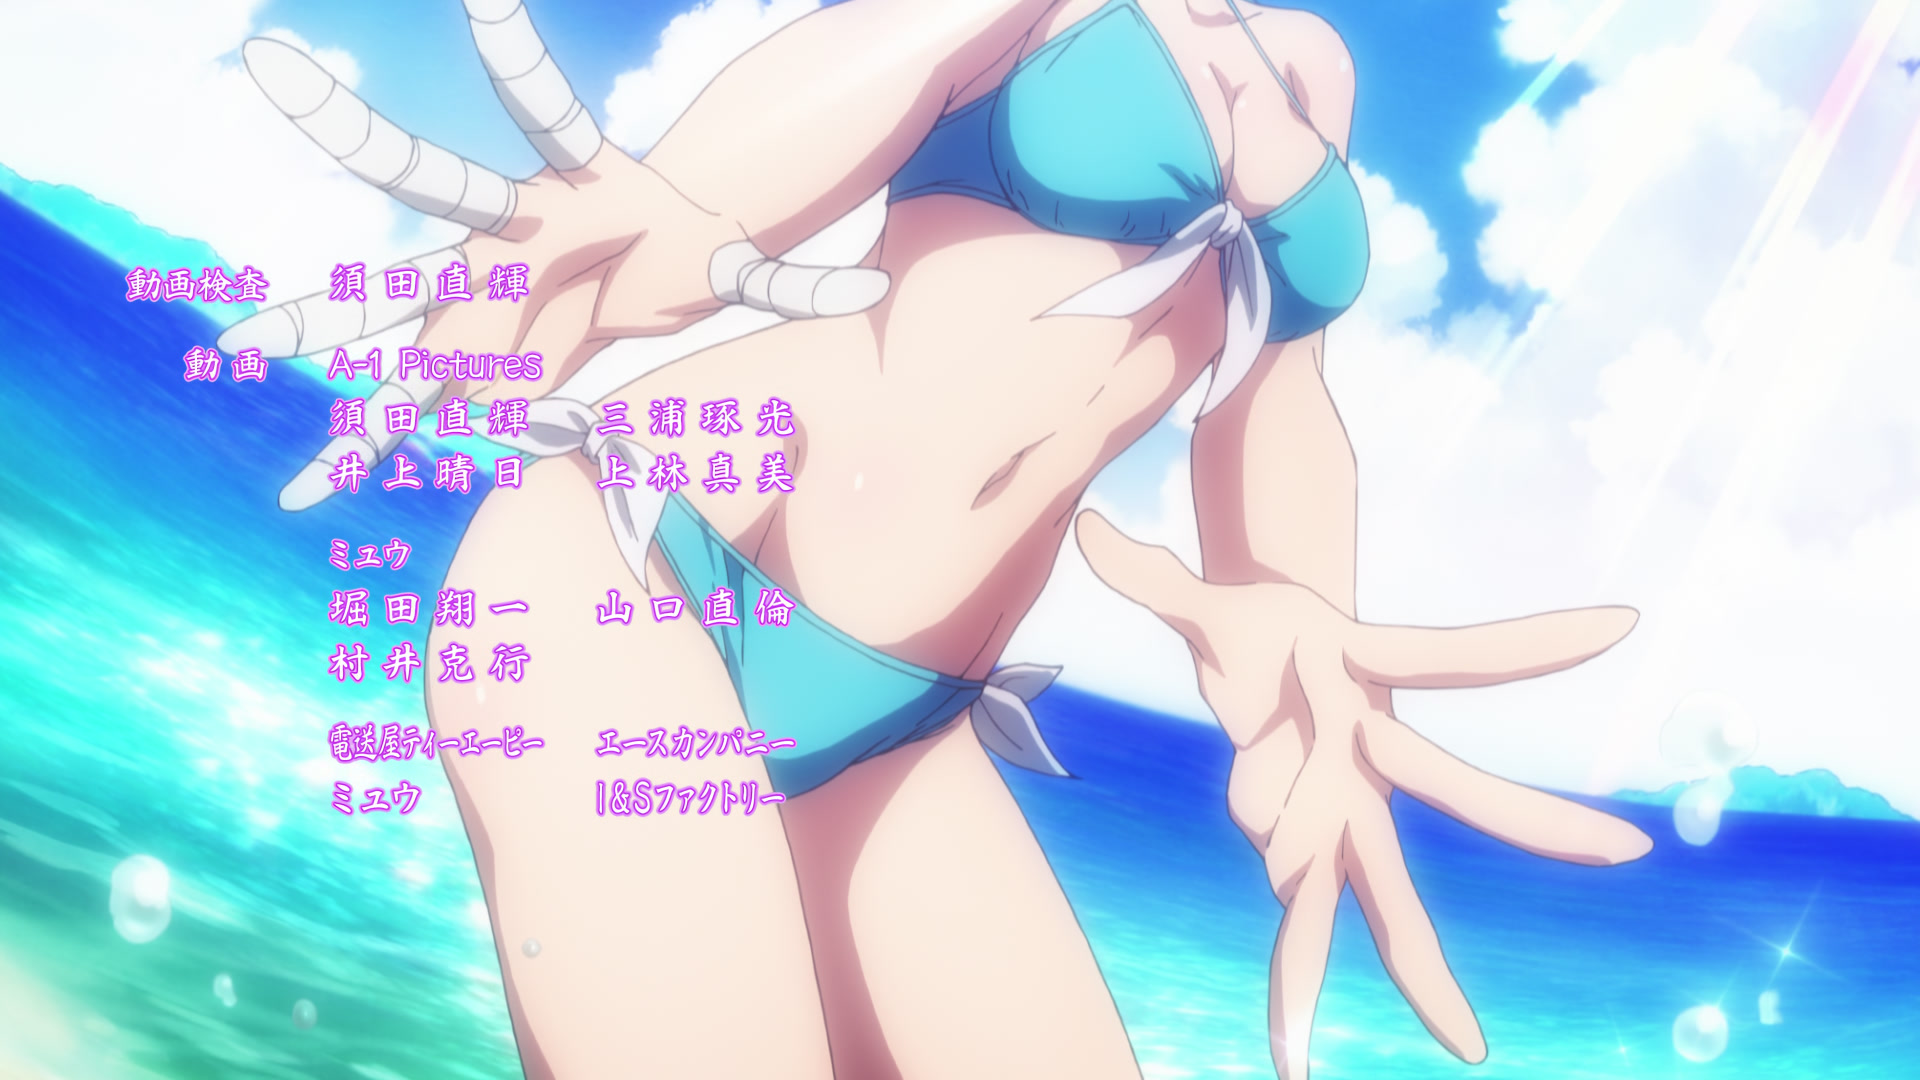 動画検査 須田直輝
動画 A-1 Pictures
須田直輝 三浦琢光
井上晴日 上林真美
ミュウ
堀田翔一 山口直倫
村井克行
電送屋ティーエーピー エースカンパニー
ミュウ I&Sファクトリー